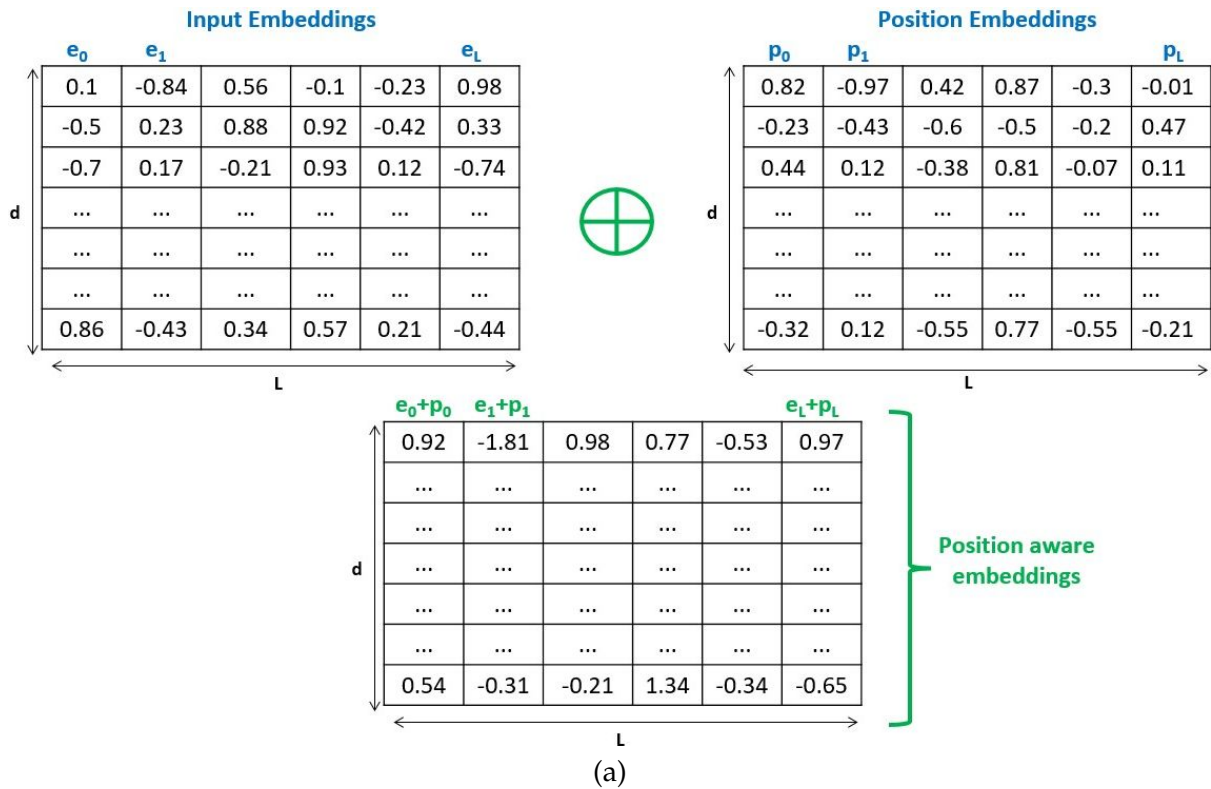 Input Embeddings
e₀ e₁ e_L
0.1 -0.84 0.56 -0.1 -0.23 0.98
-0.5 0.23 0.88 0.92 -0.42 0.33
-0.7 0.17 -0.21 0.93 0.12 -0.74
... ... ... ... ... ...
... ... ... ... ... ...
... ... ... ... ... ...
0.86 -0.43 0.34 0.57 0.21 -0.44
d
L
Position Embeddings
p₀ p₁ p_L
0.82 -0.97 0.42 0.87 -0.3 -0.01
-0.23 -0.43 -0.6 -0.5 -0.2 0.47
0.44 0.12 -0.38 0.81 -0.07 0.11
... ... ... ... ... ...
... ... ... ... ... ...
... ... ... ... ... ...
-0.32 0.12 -0.55 0.77 -0.55 -0.21
d
L
e₀+p₀ e₁+p₁ e_L+p_L
0.92 -1.81 0.98 0.77 -0.53 0.97
... ... ... ... ... ...
... ... ... ... ... ...
... ... ... ... ... ...
... ... ... ... ... ...
... ... ... ... ... ...
0.54 -0.31 -0.21 1.34 -0.34 -0.65
d
L
Position aware
embeddings
(a)